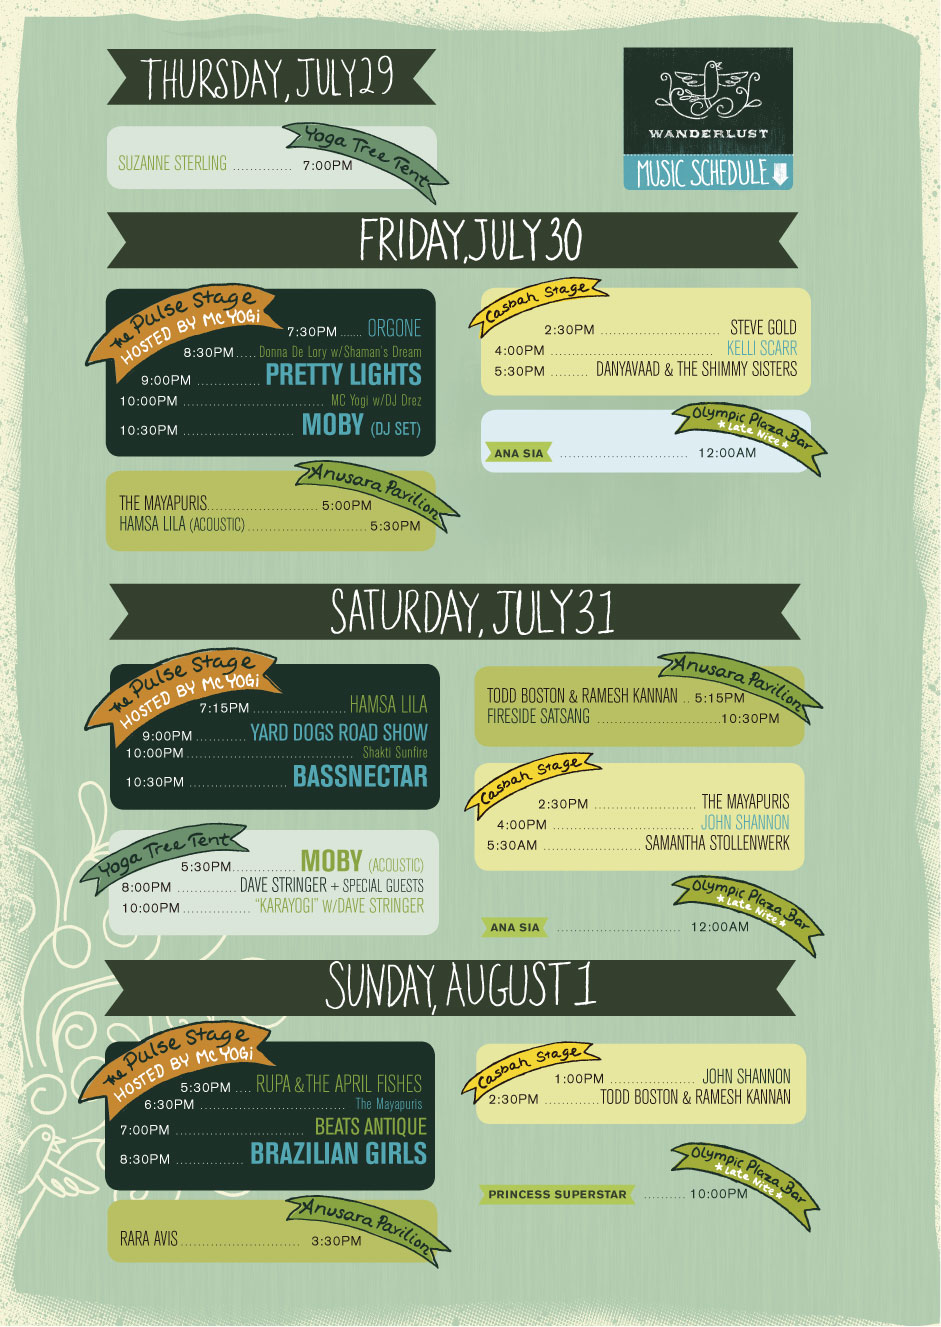 THURSDAY, JULY 29
WANDERLUST
MUSIC SCHEDULE
Yoga Tree Tent
SUZANNE STERLING .............. 7:00PM
FRIDAY, JULY 30
the Pulse Stage
HOSTED BY MC YOGi
7:30PM ...... ORGONE
8:30PM .... Donna De Lory w/Shaman's Dream
9:00PM .............. PRETTY LIGHTS
10:00PM ............................ MC Yogi w/DJ Drez
10:30PM ........................ MOBY (DJ SET)
Casbah Stage
2:30PM .............................. STEVE GOLD
4:00PM ........................................ KELLI SCARR
5:30PM ......... DANYAVAAD & THE SHIMMY SISTERS
Olympic Plaza Bar
*Late Nite*
ANA SIA ................................ 12:00AM
Anusara Pavilion
THE MAYAPURIS ........................ 5:00PM
HAMSA LILA (ACOUSTIC) .............................. 5:30PM
SATURDAY, JULY 31
the Pulse Stage
HOSTED BY MC YOGi
7:15PM ........................ HAMSA LILA
9:00PM ............. YARD DOGS ROAD SHOW
10:00PM ........................................ Shakti Sunfire
10:30PM ........................ BASSNECTAR
Anusara Pavilion
TODD BOSTON & RAMESH KANNAN .. 5:15PM
FIRESIDE SATSANG ............................. 10:30PM
Casbah Stage
2:30PM ......................... THE MAYAPURIS
4:00PM ................................... JOHN SHANNON
5:30AM ........................ SAMANTHA STOLLENWERK
Yoga Tree Tent
5:30PM ................ MOBY (ACOUSTIC)
8:00PM .............. DAVE STRINGER + SPECIAL GUESTS
10:00PM ................ "KARAYOGI" W/DAVE STRINGER
Olympic Plaza Bar
*Late Nite*
ANA SIA .............................. 12:00AM
SUNDAY, AUGUST 1
the Pulse Stage
HOSTED BY MC YOGi
5:30PM .... RUPA & THE APRIL FISHES
6:30PM .................................. The Mayapuris
7:00PM ............................... BEATS ANTIQUE
8:30PM ................ BRAZILIAN GIRLS
Casbah Stage
1:00PM ..................... JOHN SHANNON
2:30PM ............ TODD BOSTON & RAMESH KANNAN
Olympic Plaza Bar
*Late Nite*
PRINCESS SUPERSTAR .......... 10:00PM
Anusara Pavilion
RARA AVIS ............................. 3:30PM